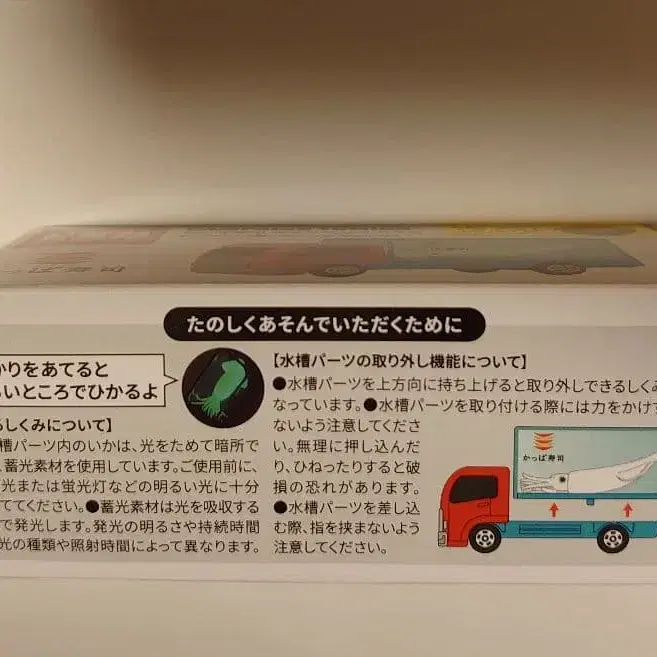 たのしくあそんでいただくために
かりをあてると
いところでひかるよ
るしくみについて】
槽パーツ内のいかは、光をためて暗所で
、蓄光素材を使用しています。ご使用前に、
光または蛍光灯などの明るい光に十分
ててください。●蓄光素材は光を吸収する
で発光します。発光の明るさや持続時間
光の種類や照射時間によって異なります。
【水槽パーツの取り外し機能について】
●水槽パーツを上方向に持ち上げると取り外しできるしくみ
なっています。●水槽パーツを取り付ける際には力をかけす
ないよう注意してくださ
い。無理に押し込んだ
り、ひねったりすると破
損の恐れがあります。
●水槽パーツを差し込
む際、指を挟まないよう
注意してください。
かっぱ寿司